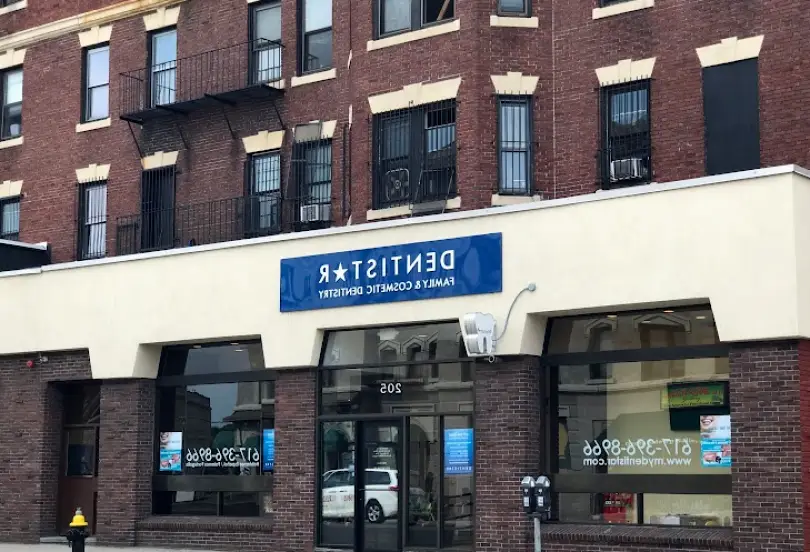 DENTIST★R
FAMILY & COSMETIC DENTISTRY
205
617-396-8966
617-396-8966
www.mydentistar.com